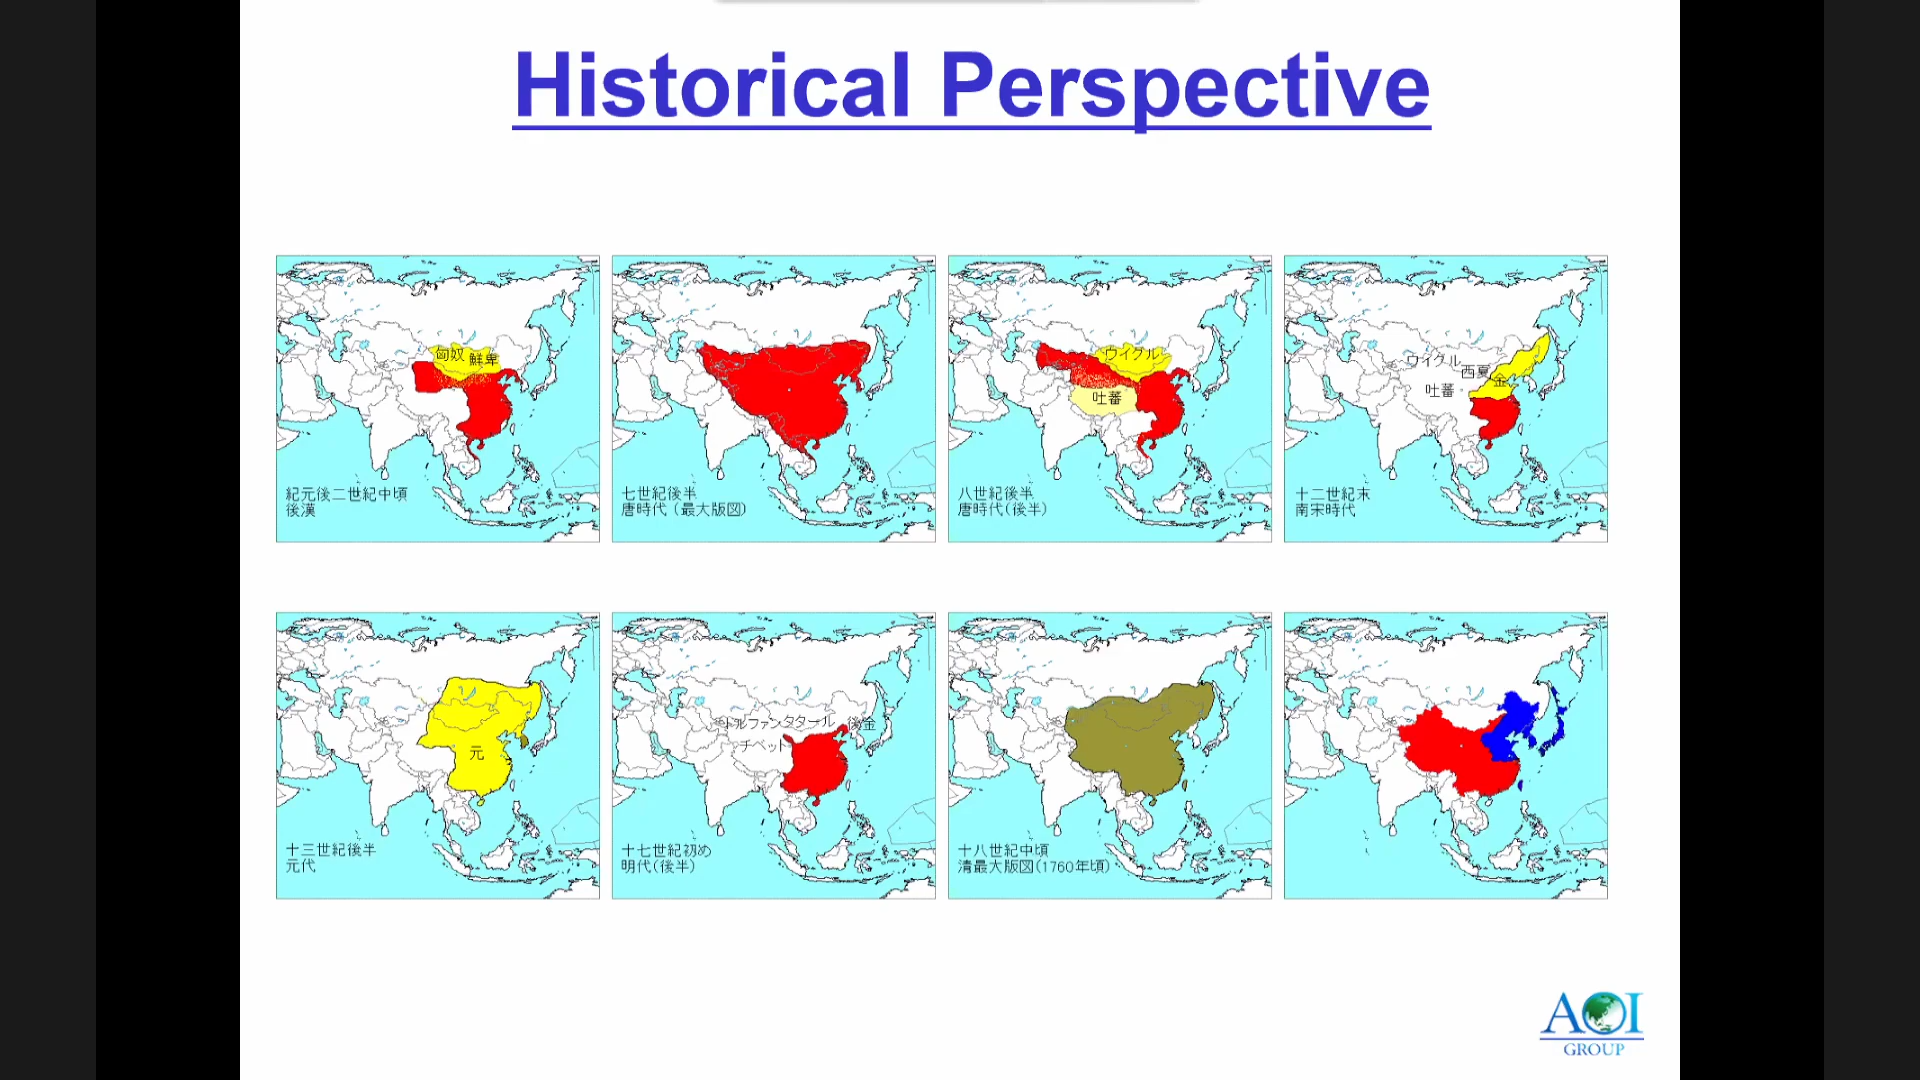 Historical Perspective
匈奴 鮮卑
紀元後二世紀中頃
後漢
七世紀後半
唐時代（最大版図）
ウイグル
吐蕃
八世紀後半
唐時代（後半）
ウイグル
西夏
金
吐蕃
十二世紀末
南宋時代
元
十三世紀後半
元代
トルファンタタール 後金
チベット
十七世紀初め
明代（後半）
十八世紀中頃
清最大版図（1760年頃）
AOI
GROUP